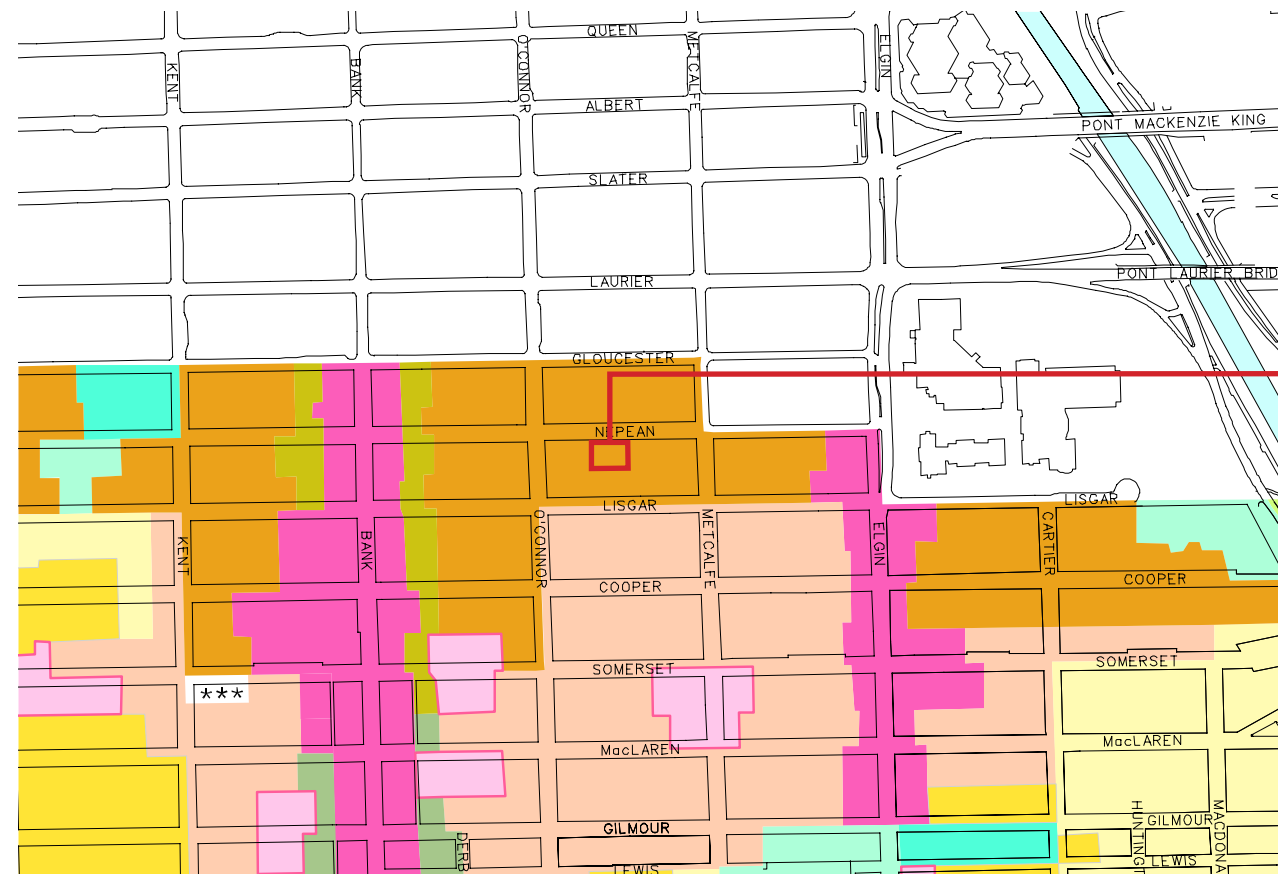 QUEEN
KENT
BANK
O'CONNOR
METCALFE
ELGIN
ALBERT
PONT MACKENZIE KING
SLATER
LAURIER
PONT LAURIER BRID
GLOUCESTER
NEPEAN
LISGAR
LISGAR
KENT
BANK
O'CONNOR
METCALFE
ELGIN
CARTIER
COOPER
COOPER
SOMERSET
SOMERSET
***
MacLAREN
MacLAREN
GILMOUR
GILMOUR
HUNTINGT
MACDONA
DERB
LEWIS
LEWIS